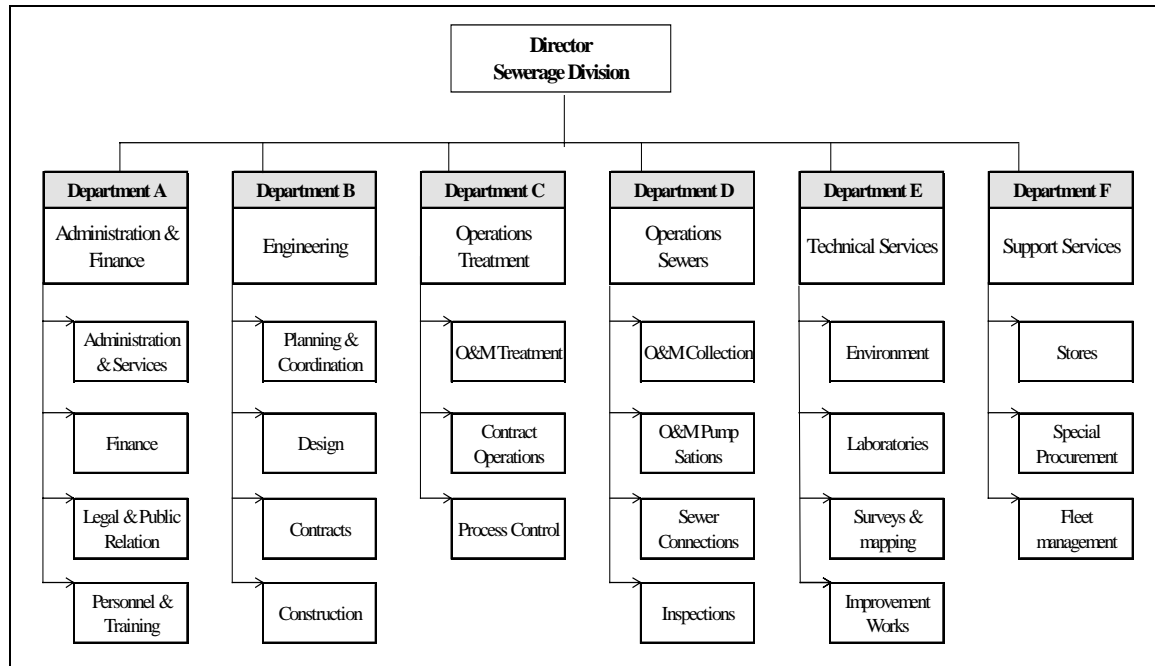 Director
Sewerage Division
Department A
Administration &
Finance
Administration
& Services
Finance
Legal & Public
Relation
Personnel &
Training
Department B
Engineering
Planning &
Coordination
Design
Contracts
Construction
Department C
Operations
Treatment
O&M Treatment
Contract
Operations
Process Control
Department D
Operations
Sewers
O&M Collection
O&M Pump
Sations
Sewer
Connections
Inspections
Department E
Technical Services
Environment
Laboratories
Surveys &
mapping
Improvement
Works
Department F
Support Services
Stores
Special
Procurement
Fleet
management